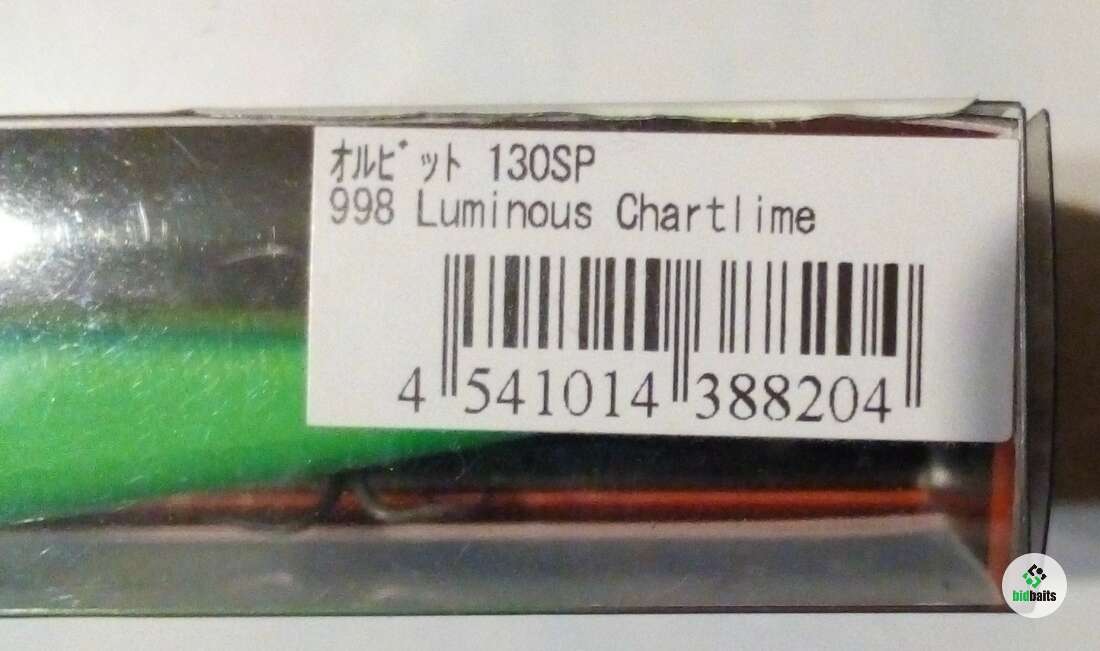 ｵﾙﾋﾞｯﾄ 130SP
998 Luminous Chartlime
4 541014 388204
bidbaits